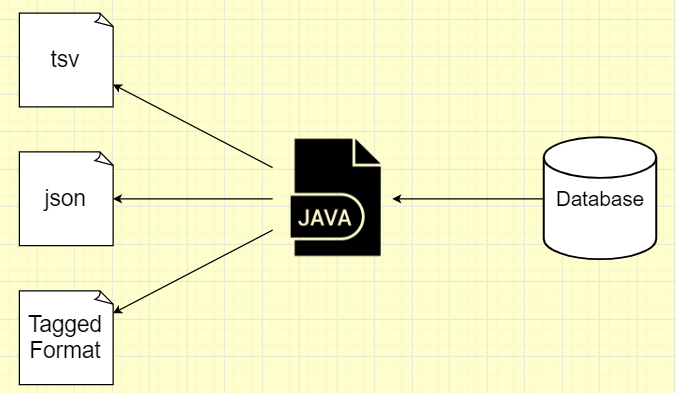 tsv
json
JAVA
Database
Tagged
Format